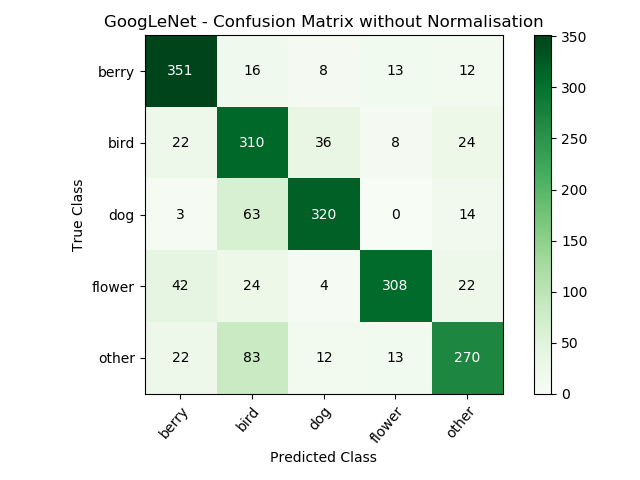 GoogLeNet - Confusion Matrix without Normalisation
True Class
berry 351 16 8 13 12
bird 22 310 36 8 24
dog 3 63 320 0 14
flower 42 24 4 308 22
other 22 83 12 13 270
berry bird dog flower other
Predicted Class
350
300
250
200
150
100
50
0